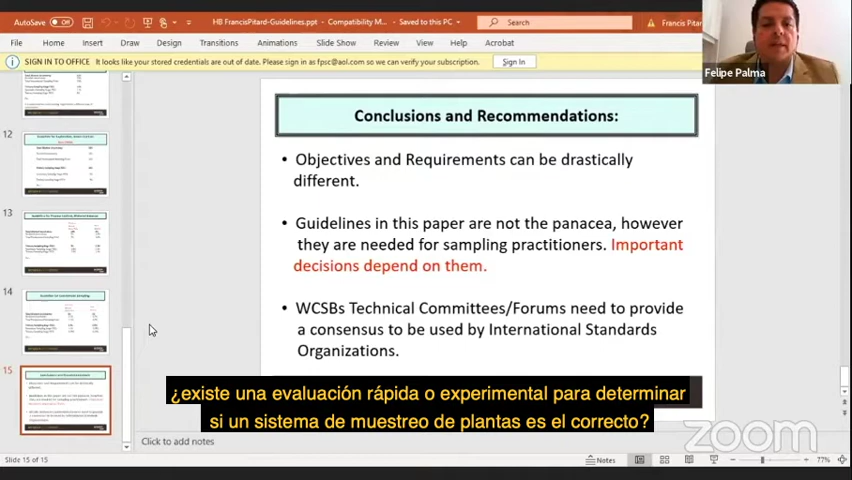 AutoSave Off
HB FrancisPitard-Guidelines.ppt - Compatibility M... - Saved to this PC
Search
Francis Pitard
File Home Insert Draw Design Transitions Animations Slide Show Review View Help Acrobat
SIGN IN TO OFFICE It looks like your stored credentials are out of date. Please sign in as fpsc@aol.com so we can verify your subscription. Sign In
Felipe Palma
12
13
14
15
Conclusions and Recommendations:
• Objectives and Requirements can be drastically
different.
• Guidelines in this paper are not the panacea, however
they are needed for sampling practitioners. Important
decisions depend on them.
• WCSBs Technical Committees/Forums need to provide
a consensus to be used by International Standards
Organizations.
¿existe una evaluación rápida o experimental para determinar
si un sistema de muestreo de plantas es el correcto?
Click to add notes
zoom
Slide 15 of 15
Notes
77%